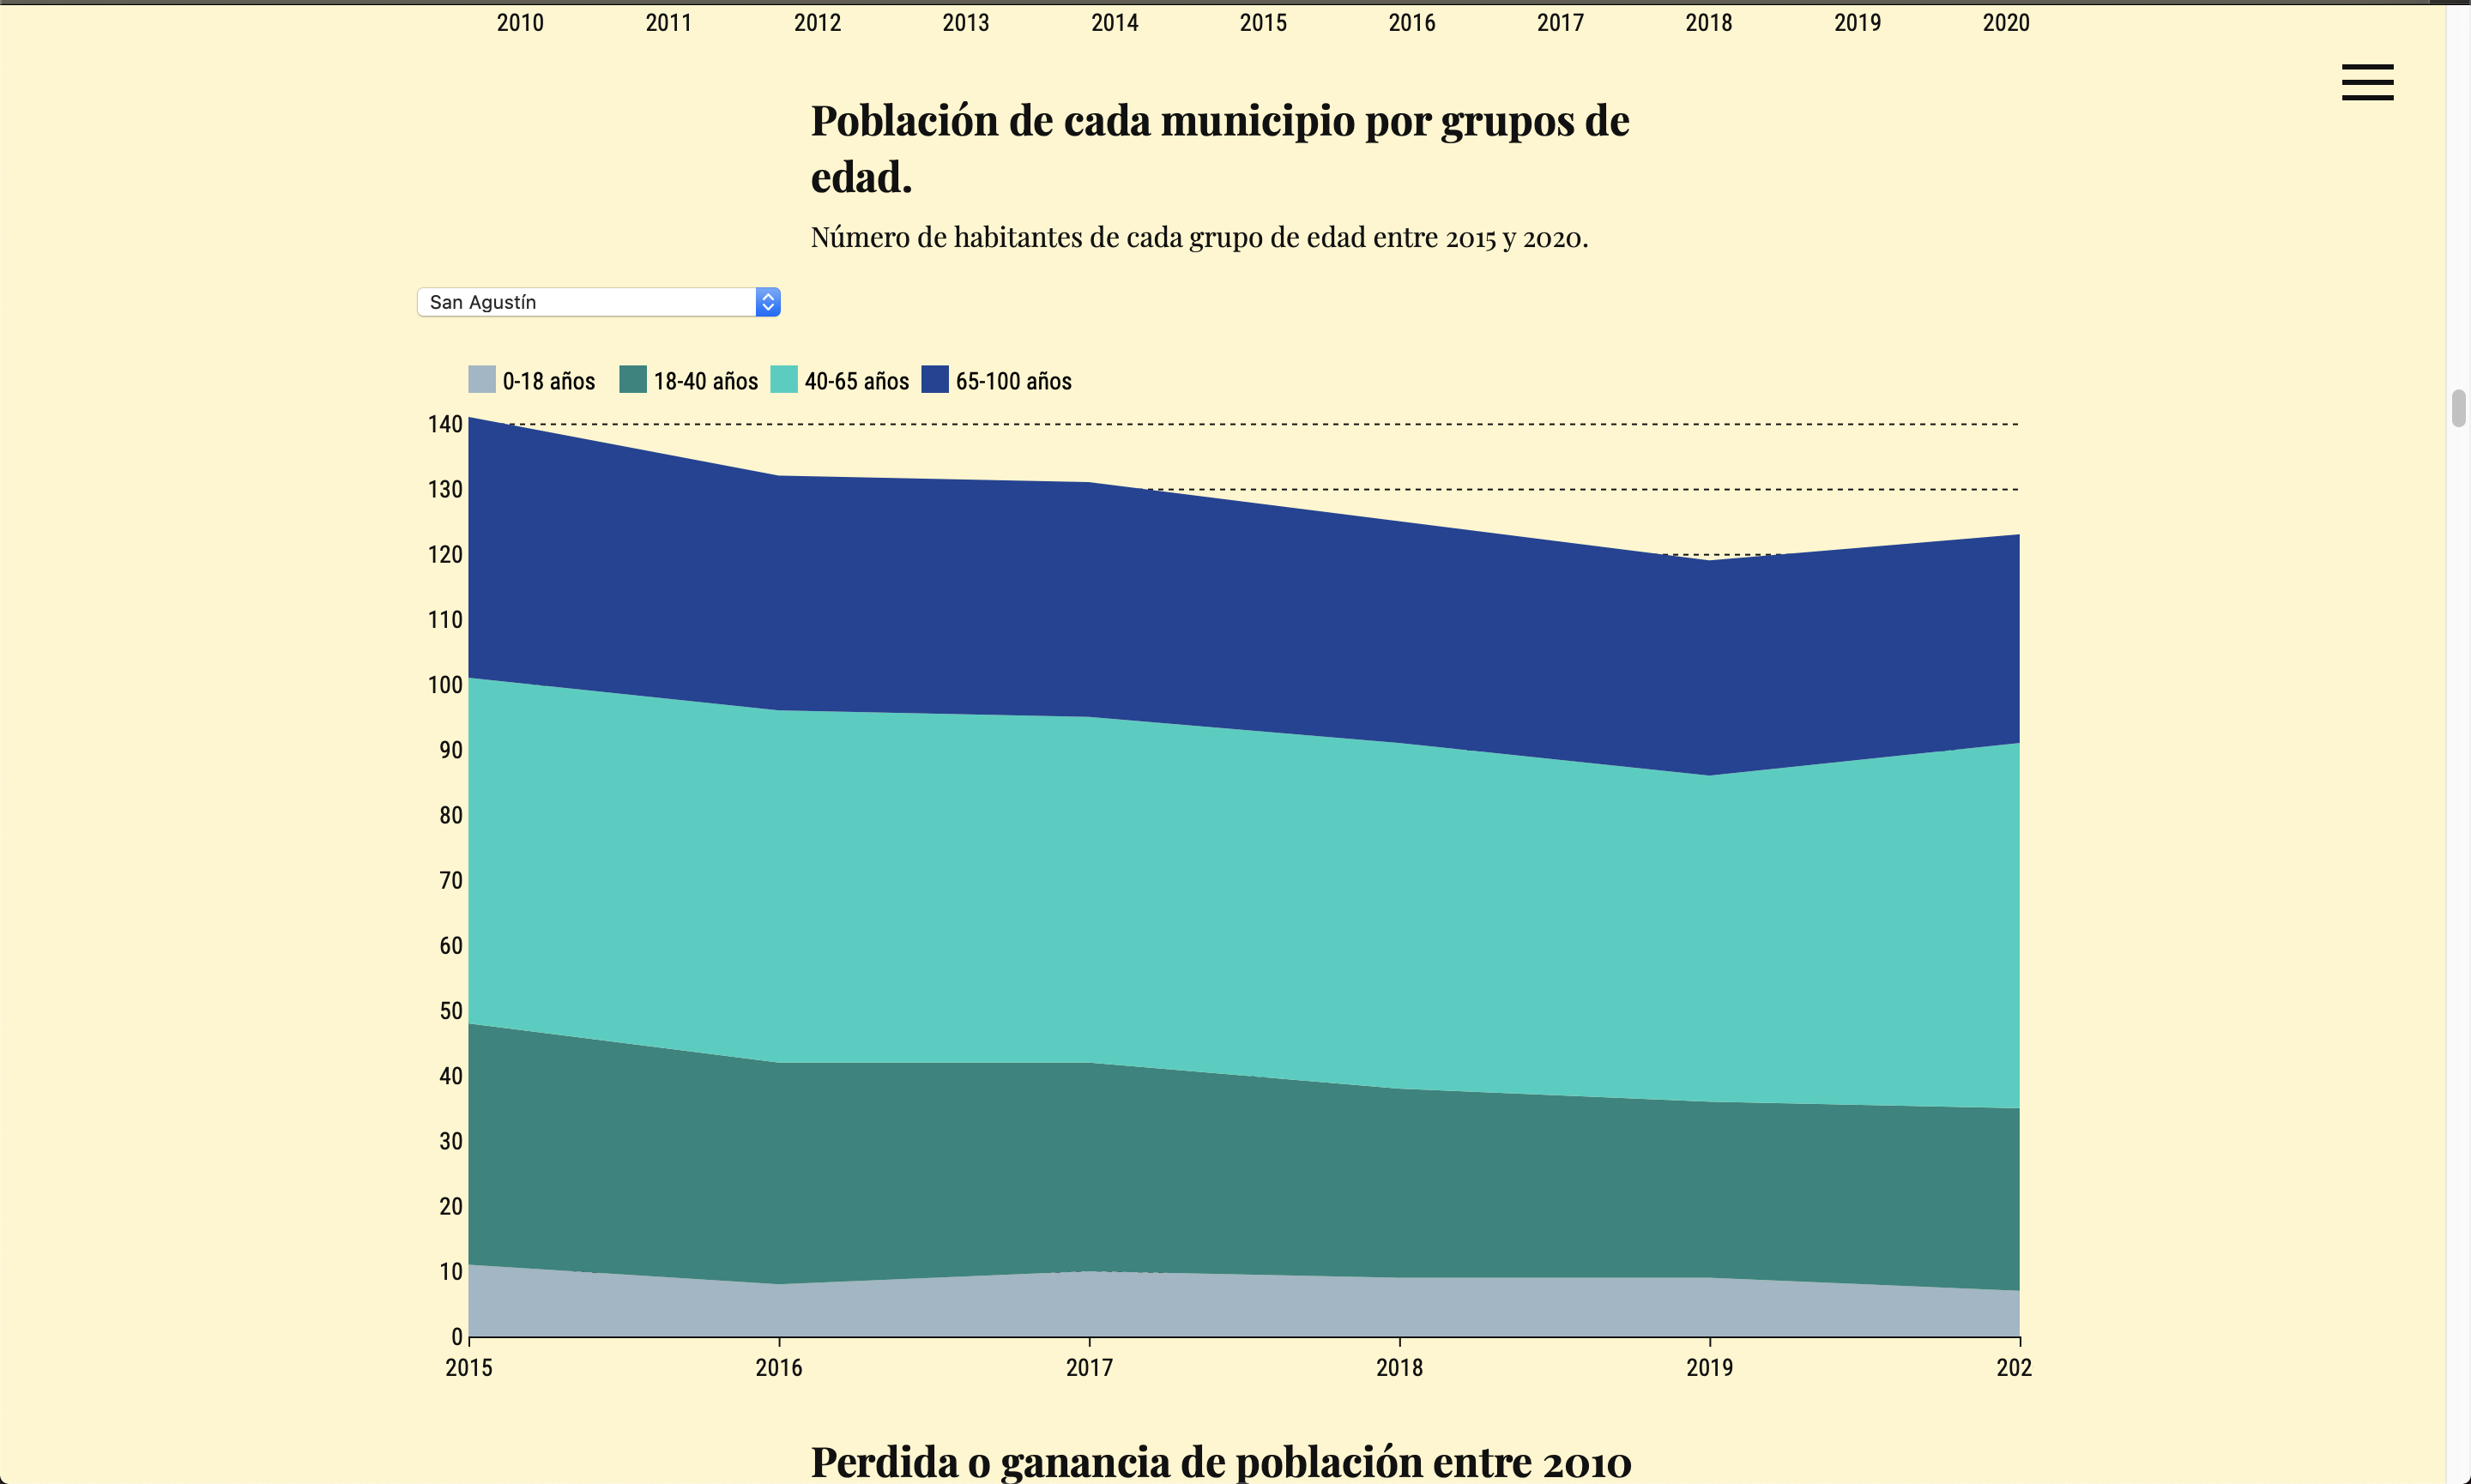 2010 2011 2012 2013 2014 2015 2016 2017 2018 2019 2020
Población de cada municipio por grupos de
edad.
Número de habitantes de cada grupo de edad entre 2015 y 2020.
San Agustín
0-18 años 18-40 años 40-65 años 65-100 años
140
130
120
110
100
90
80
70
60
50
40
30
20
10
0
2015 2016 2017 2018 2019 202
Perdida o ganancia de población entre 2010